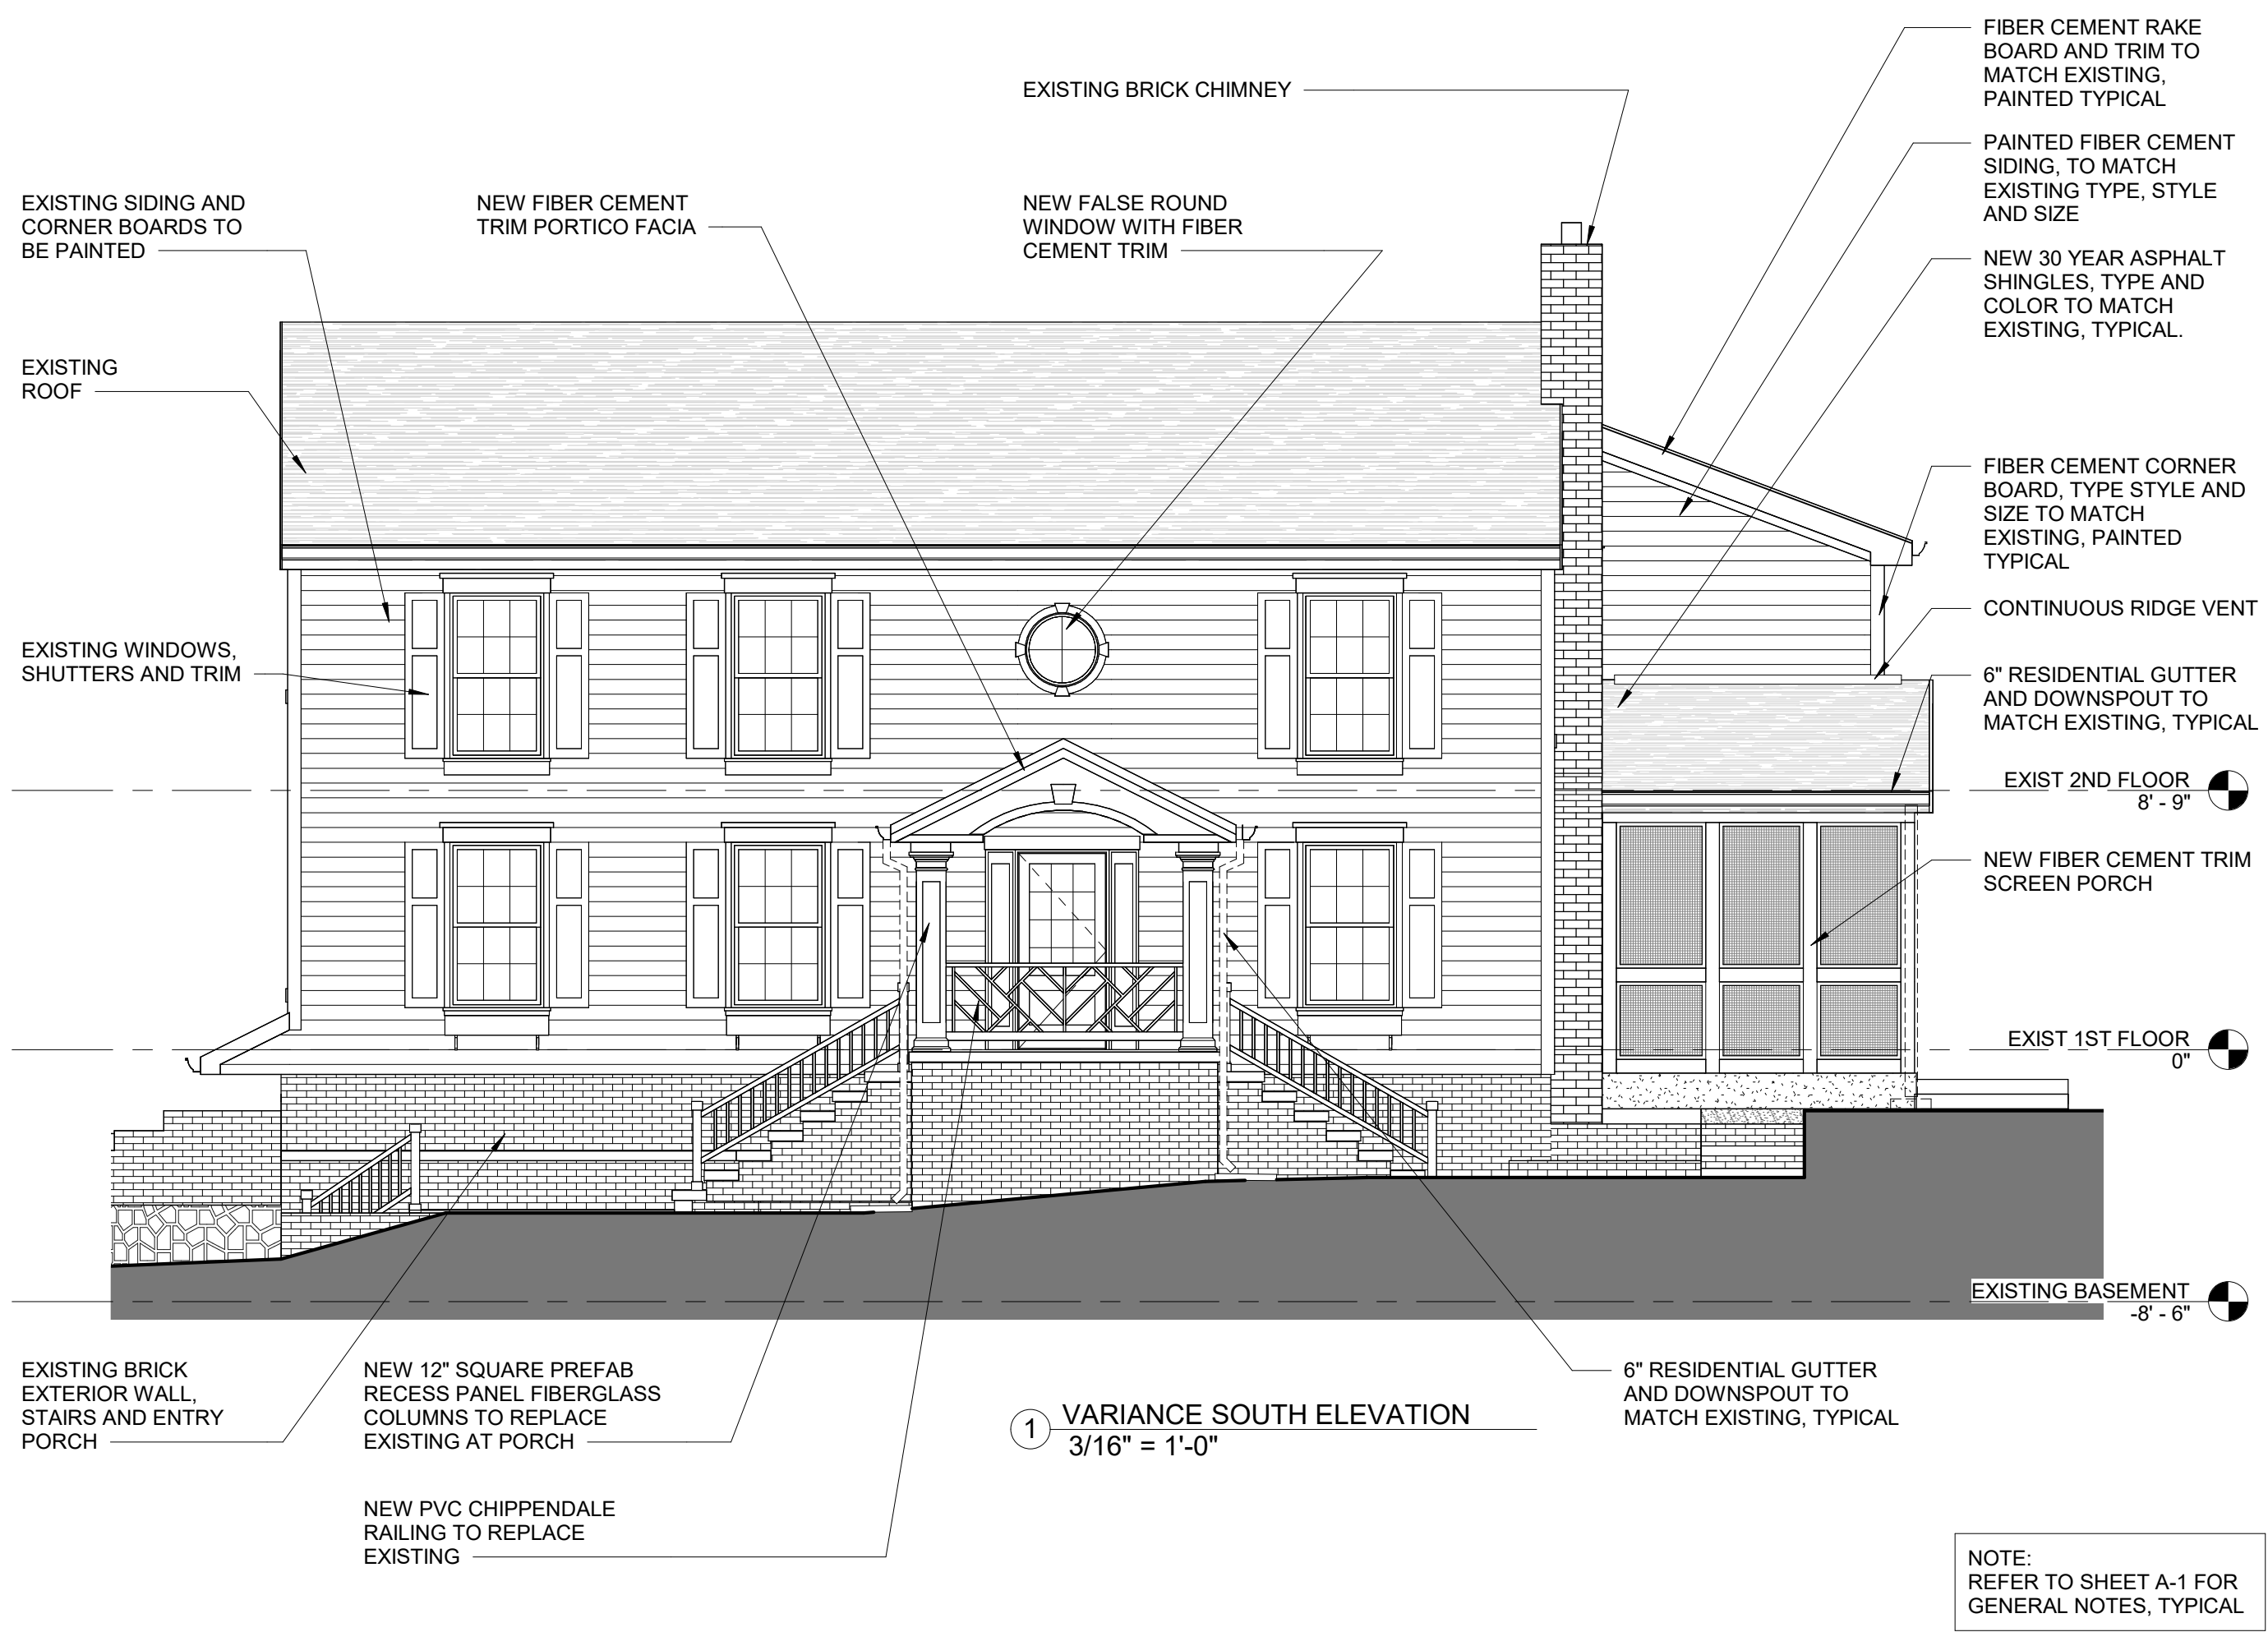 FIBER CEMENT RAKE
BOARD AND TRIM TO
MATCH EXISTING,
PAINTED TYPICAL
EXISTING BRICK CHIMNEY
PAINTED FIBER CEMENT
SIDING, TO MATCH
EXISTING TYPE, STYLE
AND SIZE
EXISTING SIDING AND
CORNER BOARDS TO
BE PAINTED
NEW FIBER CEMENT
TRIM PORTICO FACIA
NEW FALSE ROUND
WINDOW WITH FIBER
CEMENT TRIM
NEW 30 YEAR ASPHALT
SHINGLES, TYPE AND
COLOR TO MATCH
EXISTING, TYPICAL.
EXISTING
ROOF
FIBER CEMENT CORNER
BOARD, TYPE STYLE AND
SIZE TO MATCH
EXISTING, PAINTED
TYPICAL
CONTINUOUS RIDGE VENT
EXISTING WINDOWS,
SHUTTERS AND TRIM
6" RESIDENTIAL GUTTER
AND DOWNSPOUT TO
MATCH EXISTING, TYPICAL
EXIST 2ND FLOOR
8' - 9"
NEW FIBER CEMENT TRIM
SCREEN PORCH
EXIST 1ST FLOOR
0"
EXISTING BASEMENT
-8' - 6"
EXISTING BRICK
EXTERIOR WALL,
STAIRS AND ENTRY
PORCH
NEW 12" SQUARE PREFAB
RECESS PANEL FIBERGLASS
COLUMNS TO REPLACE
EXISTING AT PORCH
6" RESIDENTIAL GUTTER
AND DOWNSPOUT TO
MATCH EXISTING, TYPICAL
1 VARIANCE SOUTH ELEVATION
3/16" = 1'-0"
NEW PVC CHIPPENDALE
RAILING TO REPLACE
EXISTING
NOTE:
REFER TO SHEET A-1 FOR
GENERAL NOTES, TYPICAL